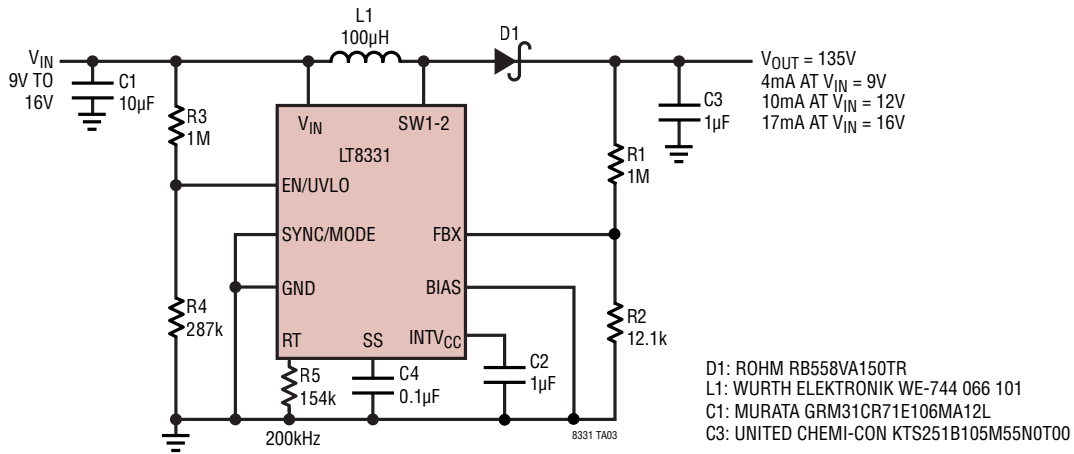 L1
100µH
D1
VIN
9V TO
16V
C1
10µF
R3
1M
VIN
SW1-2
LT8331
EN/UVLO
SYNC/MODE
FBX
GND
BIAS
RT
SS
INTVCC
R4
287k
R5
154k
C4
0.1µF
C2
1µF
200kHz
R1
1M
R2
12.1k
C3
1µF
VOUT = 135V
4mA AT VIN = 9V
10mA AT VIN = 12V
17mA AT VIN = 16V
8331 TA03
D1: ROHM RB558VA150TR
L1: WURTH ELEKTRONIK WE-744 066 101
C1: MURATA GRM31CR71E106MA12L
C3: UNITED CHEMI-CON KTS251B105M55N0T00